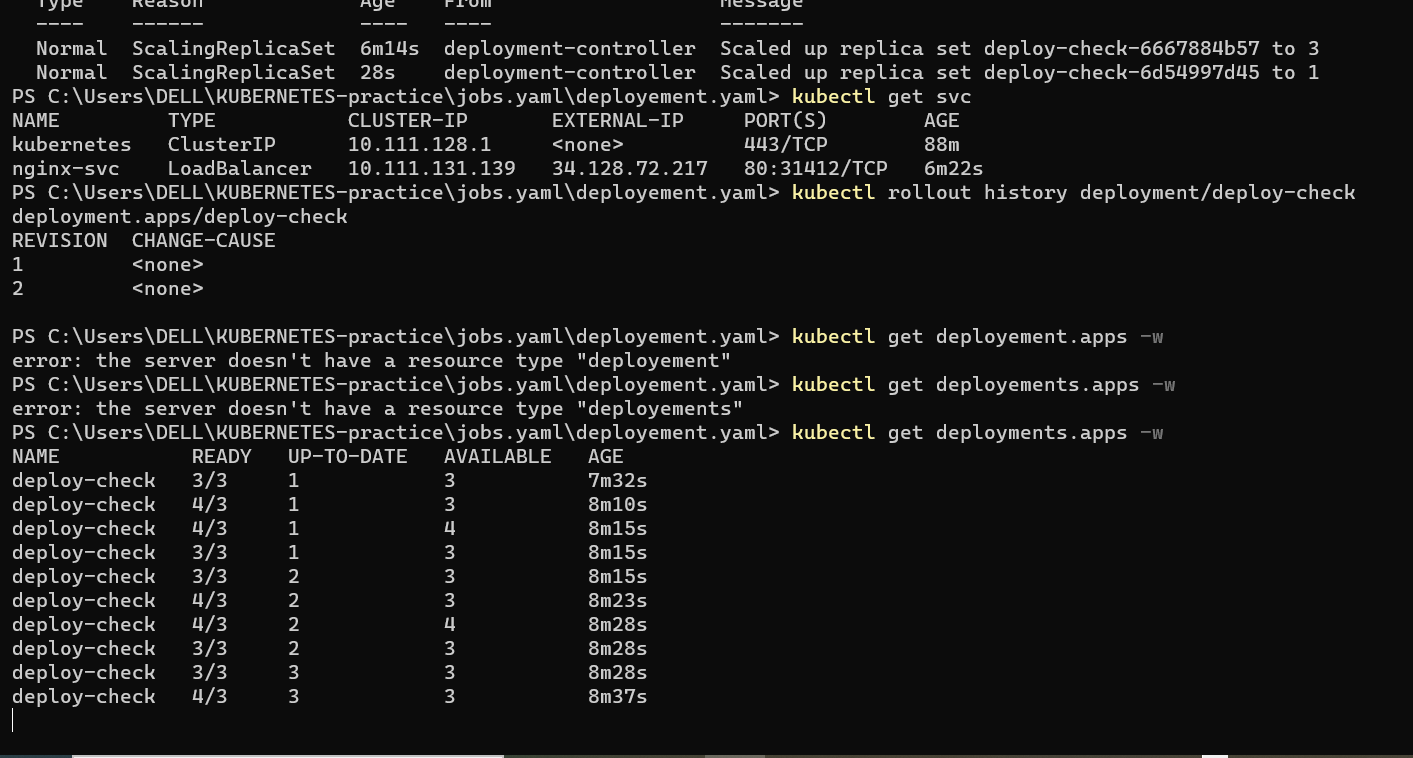 Type    Reason             Age   From                   Message
----    ------             ----  ----                   -------
Normal  ScalingReplicaSet  6m14s  deployment-controller  Scaled up replica set deploy-check-6667884b57 to 3
Normal  ScalingReplicaSet  28s    deployment-controller  Scaled up replica set deploy-check-6d54997d45 to 1
PS C:\Users\DELL\KUBERNETES-practice\jobs.yaml\deployement.yaml> kubectl get svc
NAME         TYPE           CLUSTER-IP       EXTERNAL-IP     PORT(S)        AGE
kubernetes   ClusterIP      10.111.128.1     <none>          443/TCP        88m
nginx-svc    LoadBalancer   10.111.131.139   34.128.72.217   80:31412/TCP   6m22s
PS C:\Users\DELL\KUBERNETES-practice\jobs.yaml\deployement.yaml> kubectl rollout history deployment/deploy-check
deployment.apps/deploy-check
REVISION  CHANGE-CAUSE
1         <none>
2         <none>
PS C:\Users\DELL\KUBERNETES-practice\jobs.yaml\deployement.yaml> kubectl get deployement.apps -w
error: the server doesn't have a resource type "deployement"
PS C:\Users\DELL\KUBERNETES-practice\jobs.yaml\deployement.yaml> kubectl get deployements.apps -w
error: the server doesn't have a resource type "deployements"
PS C:\Users\DELL\KUBERNETES-practice\jobs.yaml\deployement.yaml> kubectl get deployments.apps -w
NAME           READY   UP-TO-DATE   AVAILABLE   AGE
deploy-check   3/3     1            3           7m32s
deploy-check   4/3     1            3           8m10s
deploy-check   4/3     1            4           8m15s
deploy-check   3/3     1            3           8m15s
deploy-check   3/3     2            3           8m15s
deploy-check   4/3     2            3           8m23s
deploy-check   4/3     2            4           8m28s
deploy-check   3/3     2            3           8m28s
deploy-check   3/3     3            3           8m28s
deploy-check   4/3     3            3           8m37s